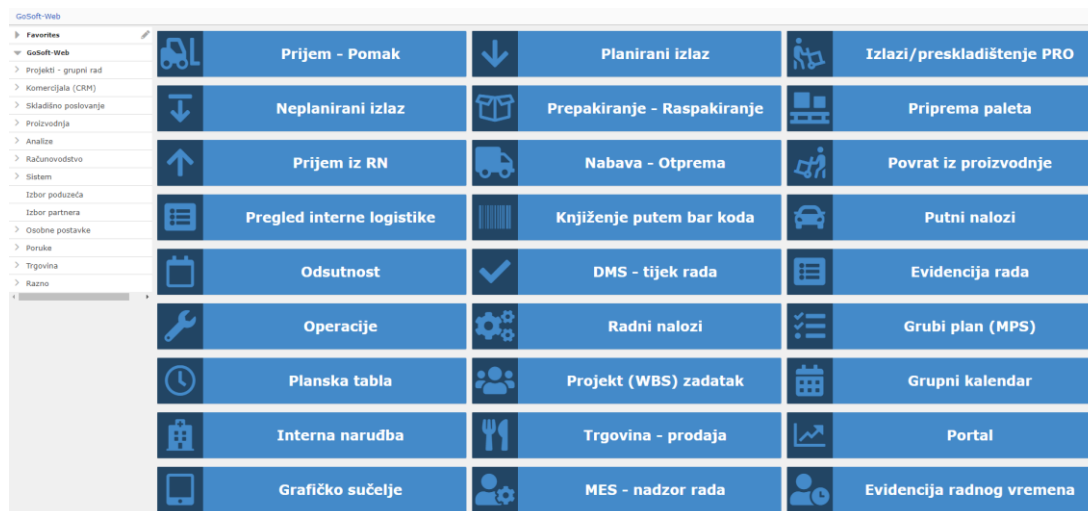 GoSoft-Web
Favorites
GoSoft-Web
Projekti - grupni rad
Komercijala (CRM)
Skladišno poslovanje
Proizvodnja
Analize
Računovodstvo
Sistem
Izbor poduzeća
Izbor partnera
Osobne postavke
Poruke
Trgovina
Razno
Prijem - Pomak
Planirani izlaz
Izlazi/preskladištenje PRO
Neplanirani izlaz
Prepakiranje - Raspakiranje
Priprema paleta
Prijem iz RN
Nabava - Otprema
Povrat iz proizvodnje
Pregled interne logistike
Knjiženje putem bar koda
Putni nalozi
Odsutnost
DMS - tijek rada
Evidencija rada
Operacije
Radni nalozi
Grubi plan (MPS)
Planska tabla
Projekt (WBS) zadatak
Grupni kalendar
Interna narudba
Trgovina - prodaja
Portal
Grafičko sučelje
MES - nadzor rada
Evidencija radnog vremena